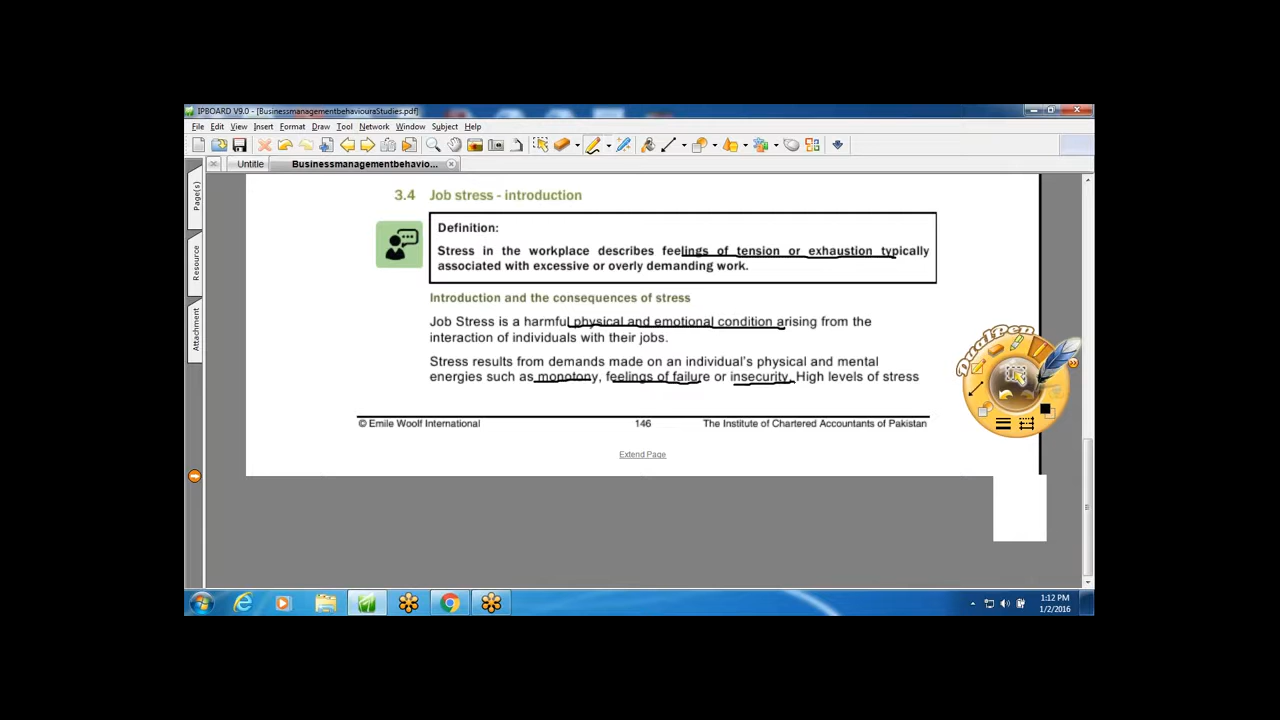 IPBOARD V9.0 - [BusinessmanagementbehaviouraStudies.pdf]
File Edit View Insert Format Draw Tool Network Window Subject Help
Untitle Businessmanagementbehavio...
Page(s)
Resource
Attachment
3.4 Job stress - introduction
Definition:
Stress in the workplace describes feelings of tension or exhaustion typically
associated with excessive or overly demanding work.
Introduction and the consequences of stress
Job Stress is a harmful physical and emotional condition arising from the
interaction of individuals with their jobs.
Stress results from demands made on an individual's physical and mental
energies such as monotony, feelings of failure or insecurity. High levels of stress
© Emile Woolf International 146 The Institute of Chartered Accountants of Pakistan
Extend Page
DualPen
1:12 PM
1/2/2016